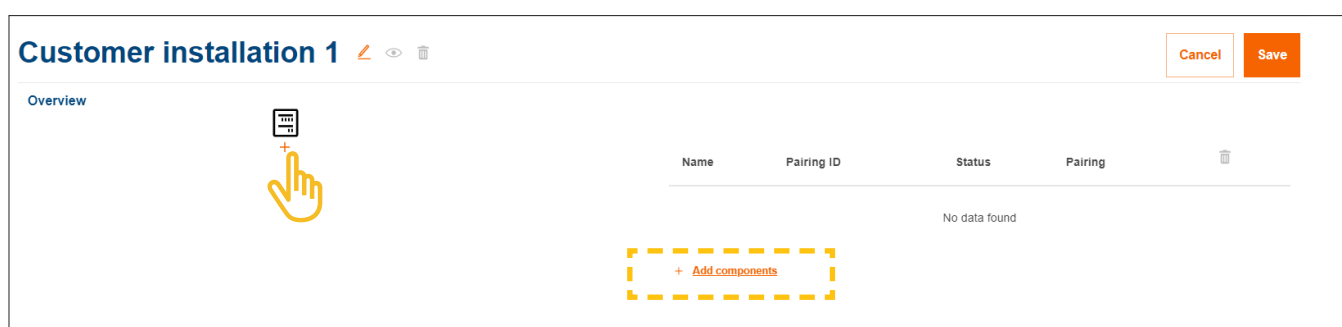 Customer installation 1
Cancel
Save
Overview
+
Name Pairing ID Status Pairing
No data found
+ Add components